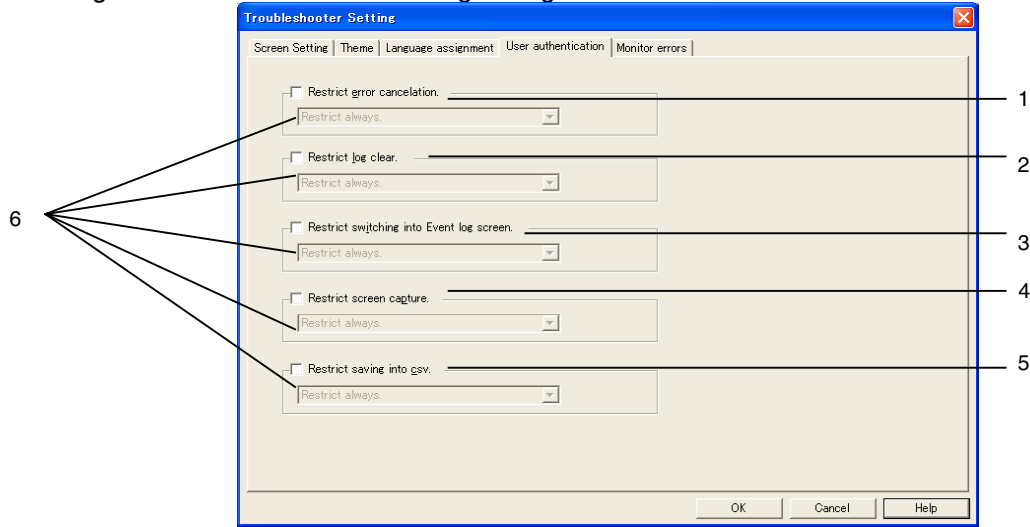 Troubleshooter Setting
Screen Setting Theme Language assignment User authentication Monitor errors
Restrict error cancelation.
1
Restrict always.
Restrict log clear.
2
Restrict always.
6
Restrict switching into Event log screen.
3
Restrict always.
Restrict screen capture.
4
Restrict always.
Restrict saving into csv.
5
Restrict always.
OK Cancel Help